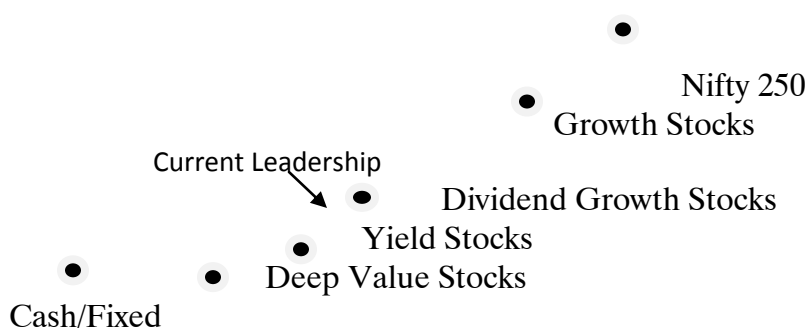 Nifty 250
Growth Stocks
Current Leadership
Dividend Growth Stocks
Yield Stocks
Deep Value Stocks
Cash/Fixed